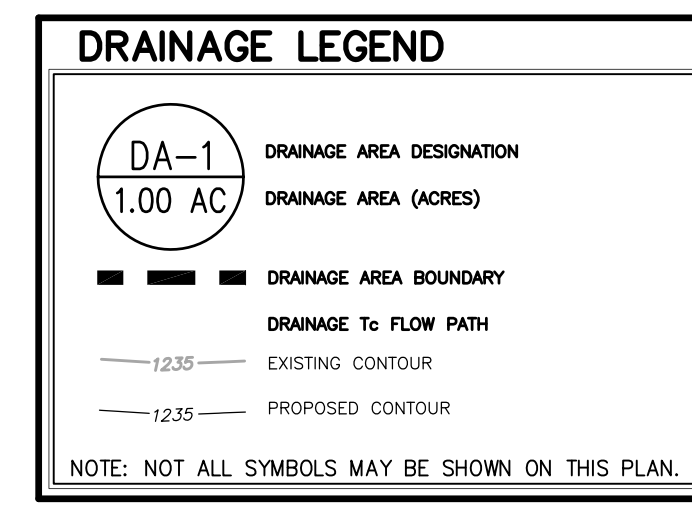 DRAINAGE LEGEND
DA-1 DRAINAGE AREA DESIGNATION
1.00 AC DRAINAGE AREA (ACRES)
DRAINAGE AREA BOUNDARY
DRAINAGE Tc FLOW PATH
1235 EXISTING CONTOUR
1235 PROPOSED CONTOUR
NOTE: NOT ALL SYMBOLS MAY BE SHOWN ON THIS PLAN.